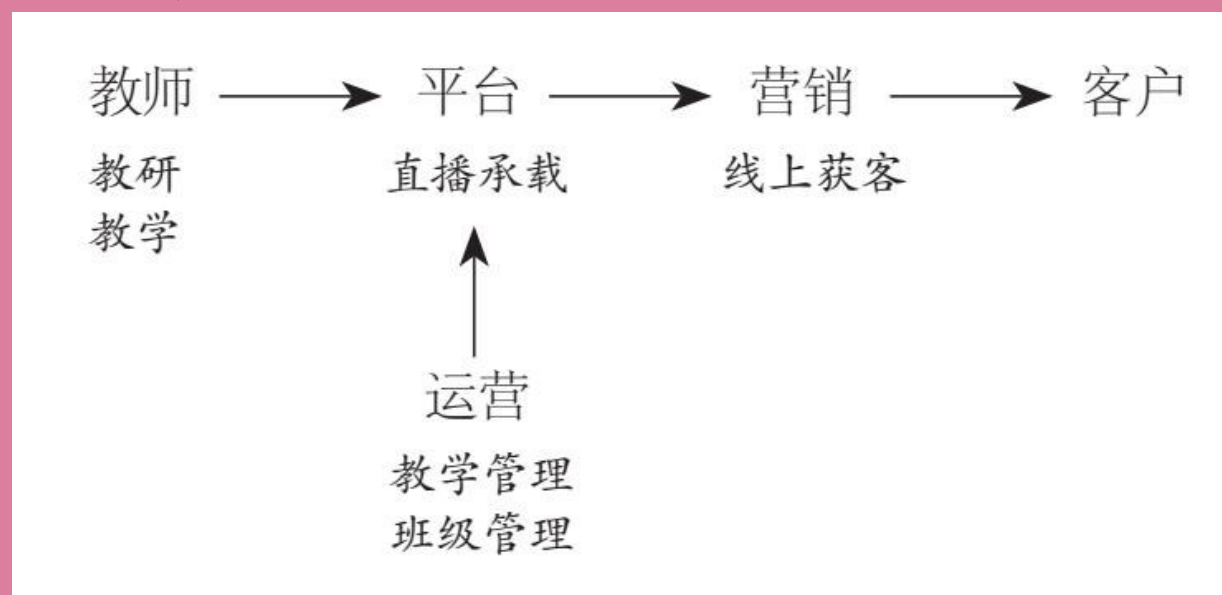 教师 平台 营销 客户
教研 直播承载 线上获客
教学
运营
教学管理
班级管理